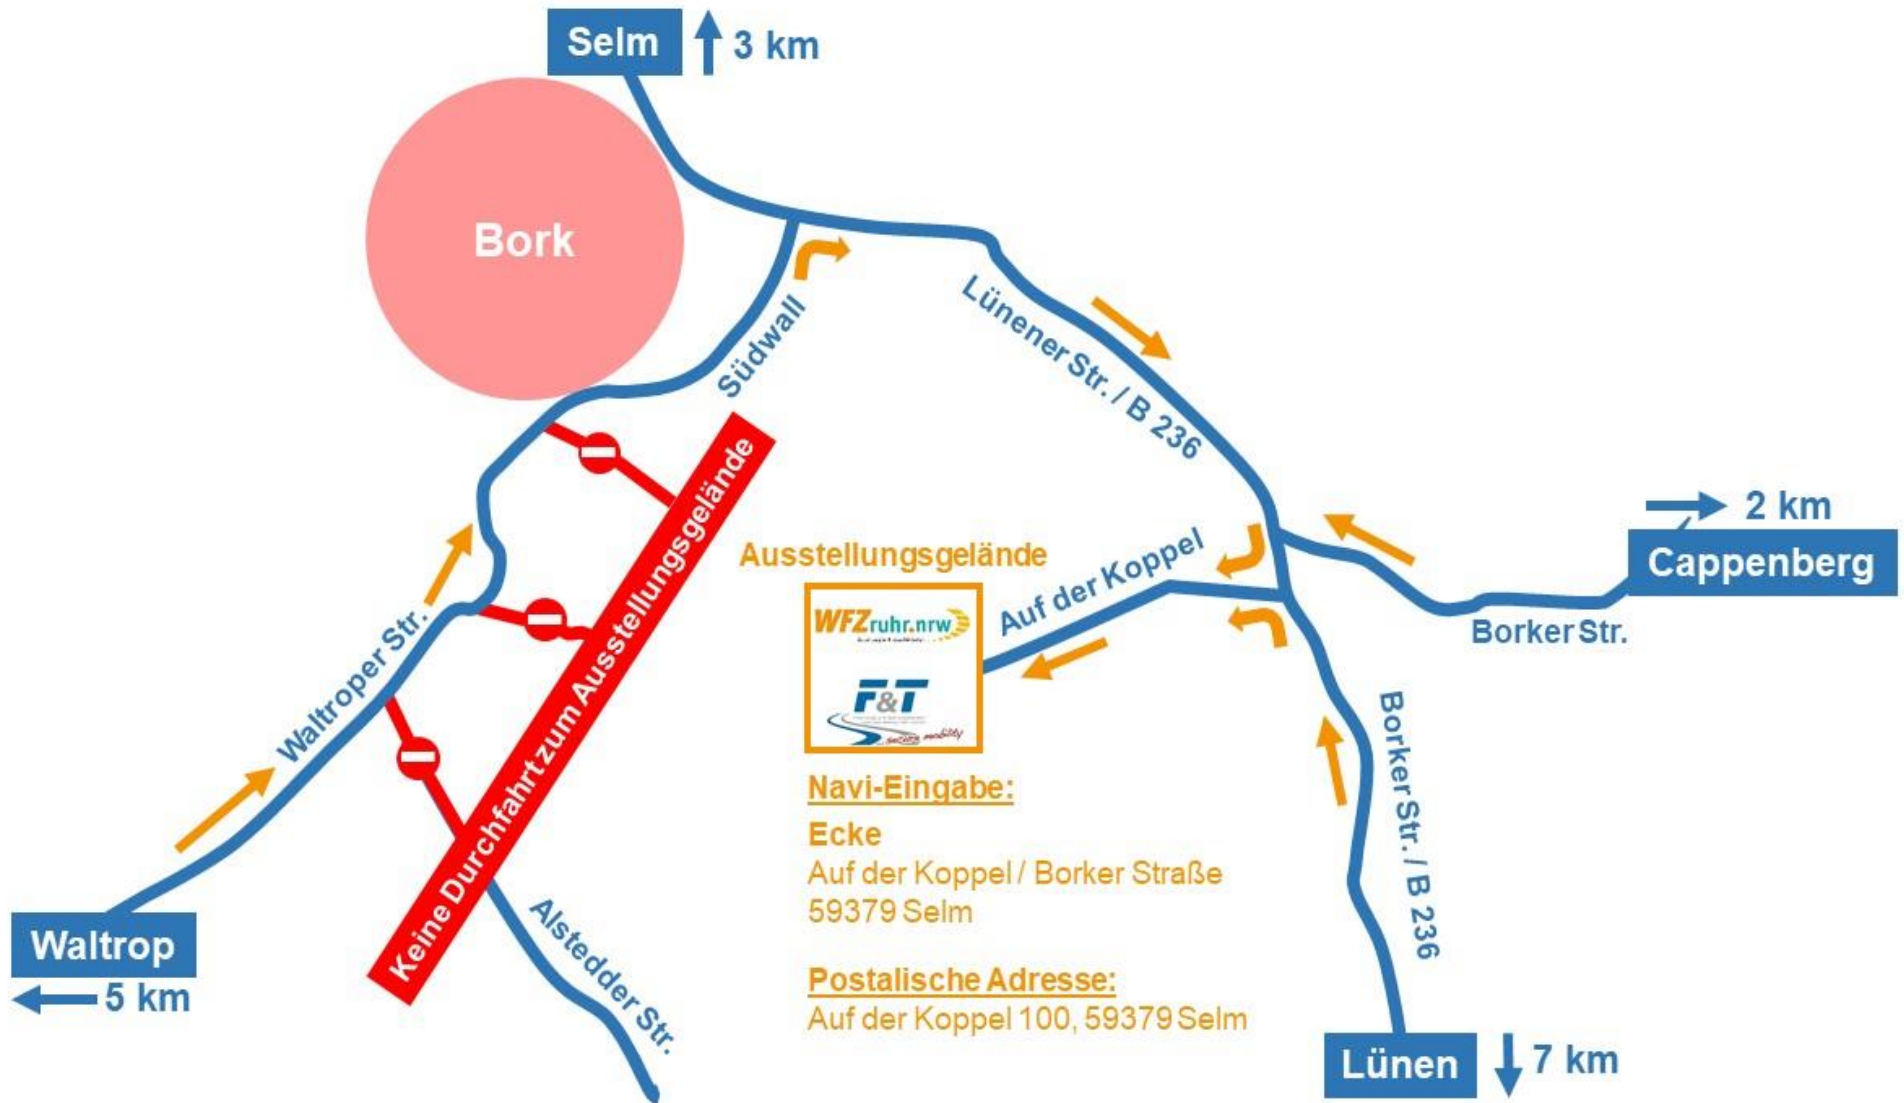 Selm
3 km
Bork
Südwall
Lünener Str. / B 236
2 km
Cappenberg
Borker Str.
Auf der Koppel
Ausstellungsgelände
WFZruhr.nrw
F&T
secure mobility
Keine Durchfahrt zum Ausstellungsgelände
Waltroper Str.
Borker Str. / B 236
Navi-Eingabe:
Ecke
Auf der Koppel / Borker Straße
59379 Selm
Postalische Adresse:
Auf der Koppel 100, 59379 Selm
Alstedder Str.
Waltrop
5 km
Lünen
7 km